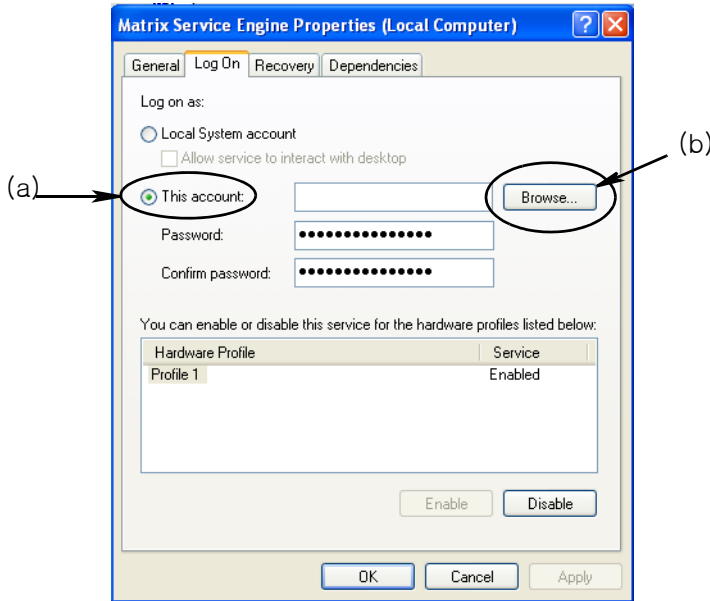 Matrix Service Engine Properties (Local Computer)
General Log On Recovery Dependencies
Log on as:
Local System account
Allow service to interact with desktop
(b)
(a) This account: Browse...
Password: ●●●●●●●●●●●●●●●
Confirm password: ●●●●●●●●●●●●●●●
You can enable or disable this service for the hardware profiles listed below:
Hardware Profile Service
Profile 1 Enabled
Enable Disable
OK Cancel Apply